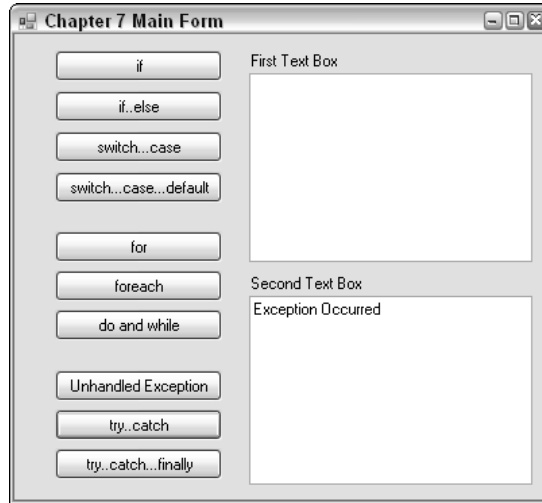 Chapter 7 Main Form
if
if..else
switch...case
switch...case...default
for
foreach
do and while
Unhandled Exception
try..catch
try..catch...finally
First Text Box
Second Text Box
Exception Occurred